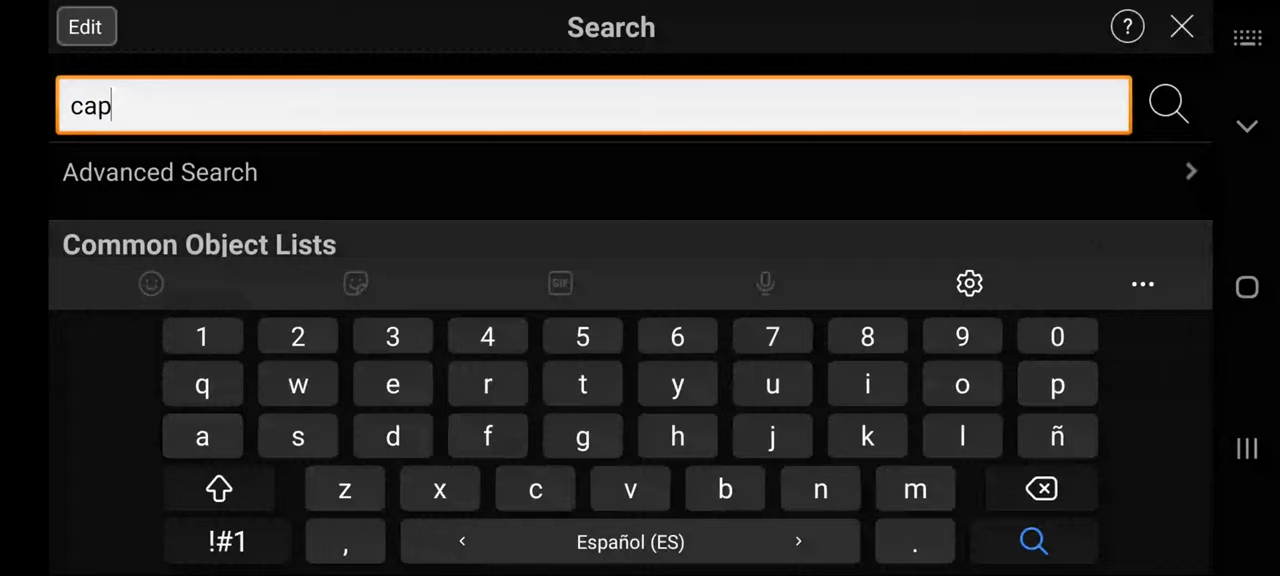 Edit
Search
?
cap
Advanced Search
Common Object Lists
GIF
1 2 3 4 5 6 7 8 9 0
q w e r t y u i o p
a s d f g h j k l ñ
z x c v b n m
!#1 , < Español (ES) > .